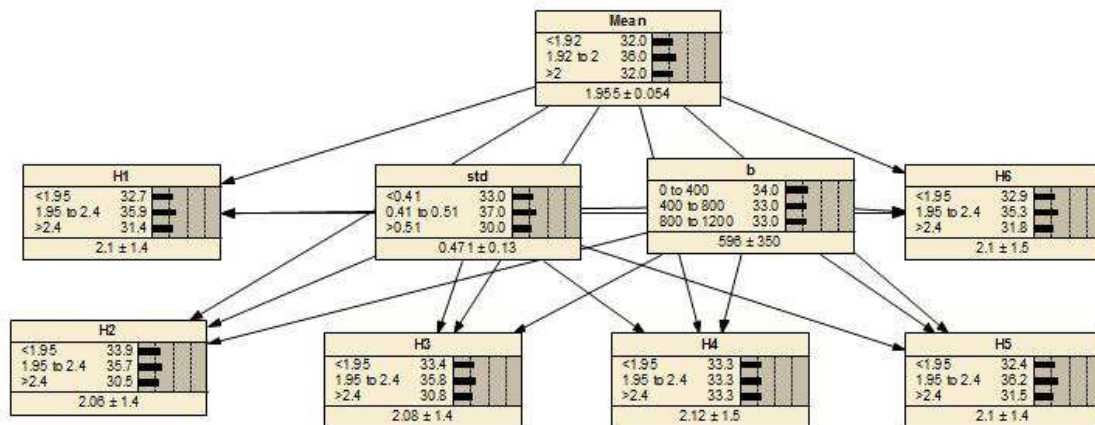 Mean
<1.92 32.0
1.92 to 2 36.0
>2 32.0
1.955 ± 0.054
H1
<1.95 32.7
1.95 to 2.4 35.9
>2.4 31.4
2.1 ± 1.4
std
<0.41 33.0
0.41 to 0.51 37.0
>0.51 30.0
0.471 ± 0.13
b
0 to 400 34.0
400 to 800 33.0
800 to 1200 33.0
596 ± 350
H6
<1.95 32.9
1.95 to 2.4 35.3
>2.4 31.8
2.1 ± 1.5
H2
<1.95 33.9
1.95 to 2.4 35.7
>2.4 30.5
2.06 ± 1.4
H3
<1.95 33.4
1.95 to 2.4 35.8
>2.4 30.8
2.08 ± 1.4
H4
<1.95 33.3
1.95 to 2.4 33.3
>2.4 33.3
2.12 ± 1.5
H5
<1.95 32.4
1.95 to 2.4 36.2
>2.4 31.5
2.1 ± 1.4